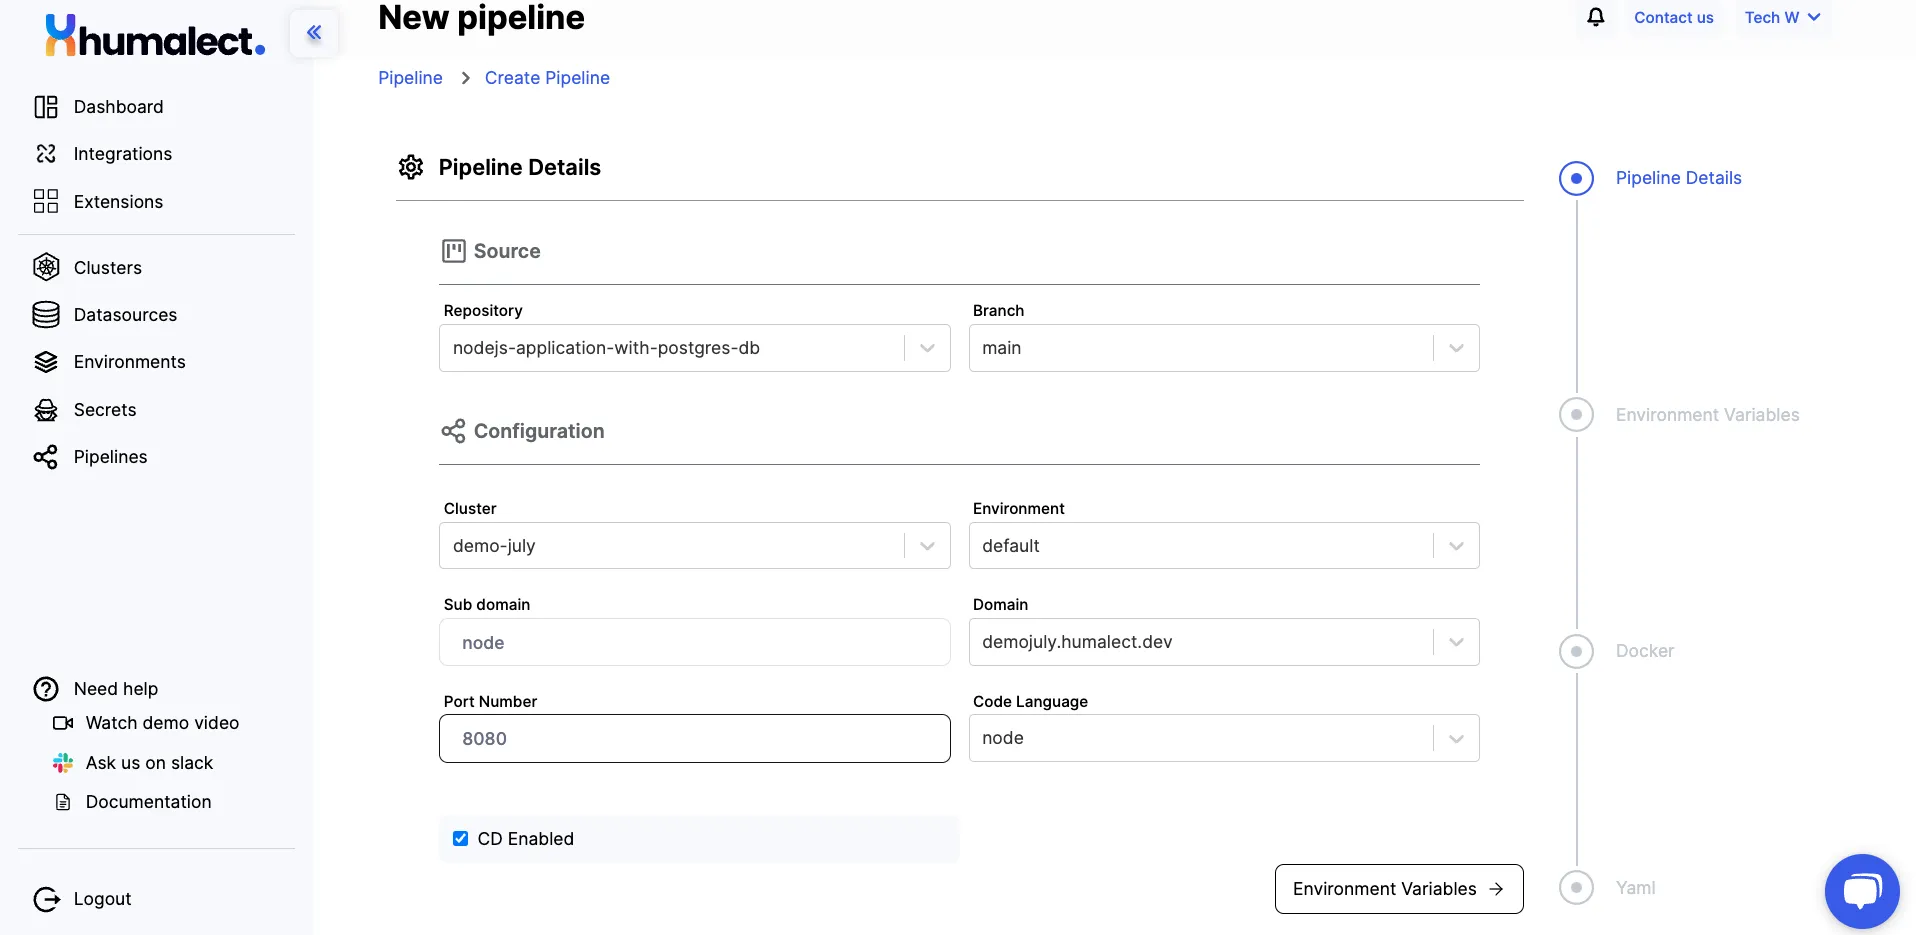 humalect.
Dashboard
Integrations
Extensions
Clusters
Datasources
Environments
Secrets
Pipelines
Need help
Watch demo video
Ask us on slack
Documentation
Logout
New pipeline
Contact us
Tech W
Pipeline > Create Pipeline
Pipeline Details
Source
Repository
nodejs-application-with-postgres-db
Branch
main
Configuration
Cluster
demo-july
Environment
default
Sub domain
node
Domain
demojuly.humalect.dev
Port Number
8080
Code Language
node
CD Enabled
Environment Variables →
Pipeline Details
Environment Variables
Docker
Yaml